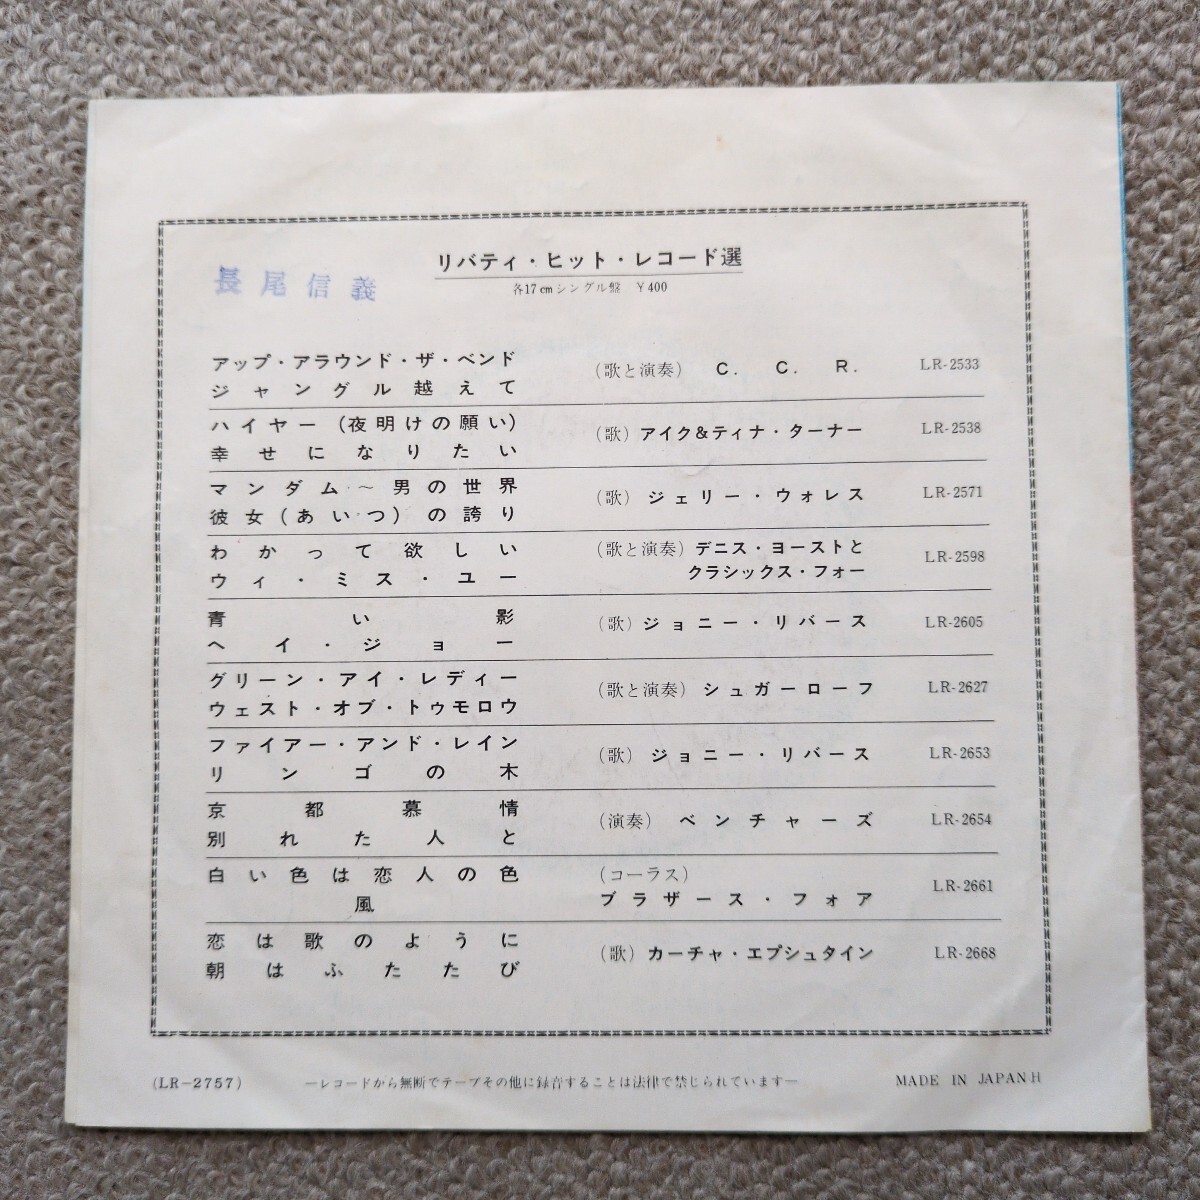 リバティ・ヒット・レコード選
各17cmシングル盤 ¥400
長尾信義
アップ・アラウンド・ザ・ベンド
ジャングル越えて
(歌と演奏) C. C. R.
LR-2533
ハイヤー(夜明けの願い)
幸せになりたい
(歌) アイク&ティナ・ターナー
LR-2538
マンダム〜男の世界
彼女(あいつ)の誇り
(歌) ジェリー・ウォレス
LR-2571
わかって欲しい
ウィ・ミス・ユー
(歌と演奏) デニス・ヨーストと
クラシックス・フォー
LR-2598
青い影
ヘイ・ジョー
(歌) ジョニー・リバース
LR-2605
グリーン・アイ・レディー
ウェスト・オブ・トゥモロウ
(歌と演奏) シュガーローフ
LR-2627
ファイアー・アンド・レイン
リンゴの木
(歌) ジョニー・リバース
LR-2653
京都慕情
別れた人と
(演奏) ベンチャーズ
LR-2654
白い色は恋人の色
風
(コーラス)
ブラザース・フォア
LR-2661
恋は歌のように
朝はふたたび
(歌) カーチャ・エプシュタイン
LR-2668
(LR-2757)
—レコードから無断でテープその他に録音することは法律で禁じられています—
MADE IN JAPAN H